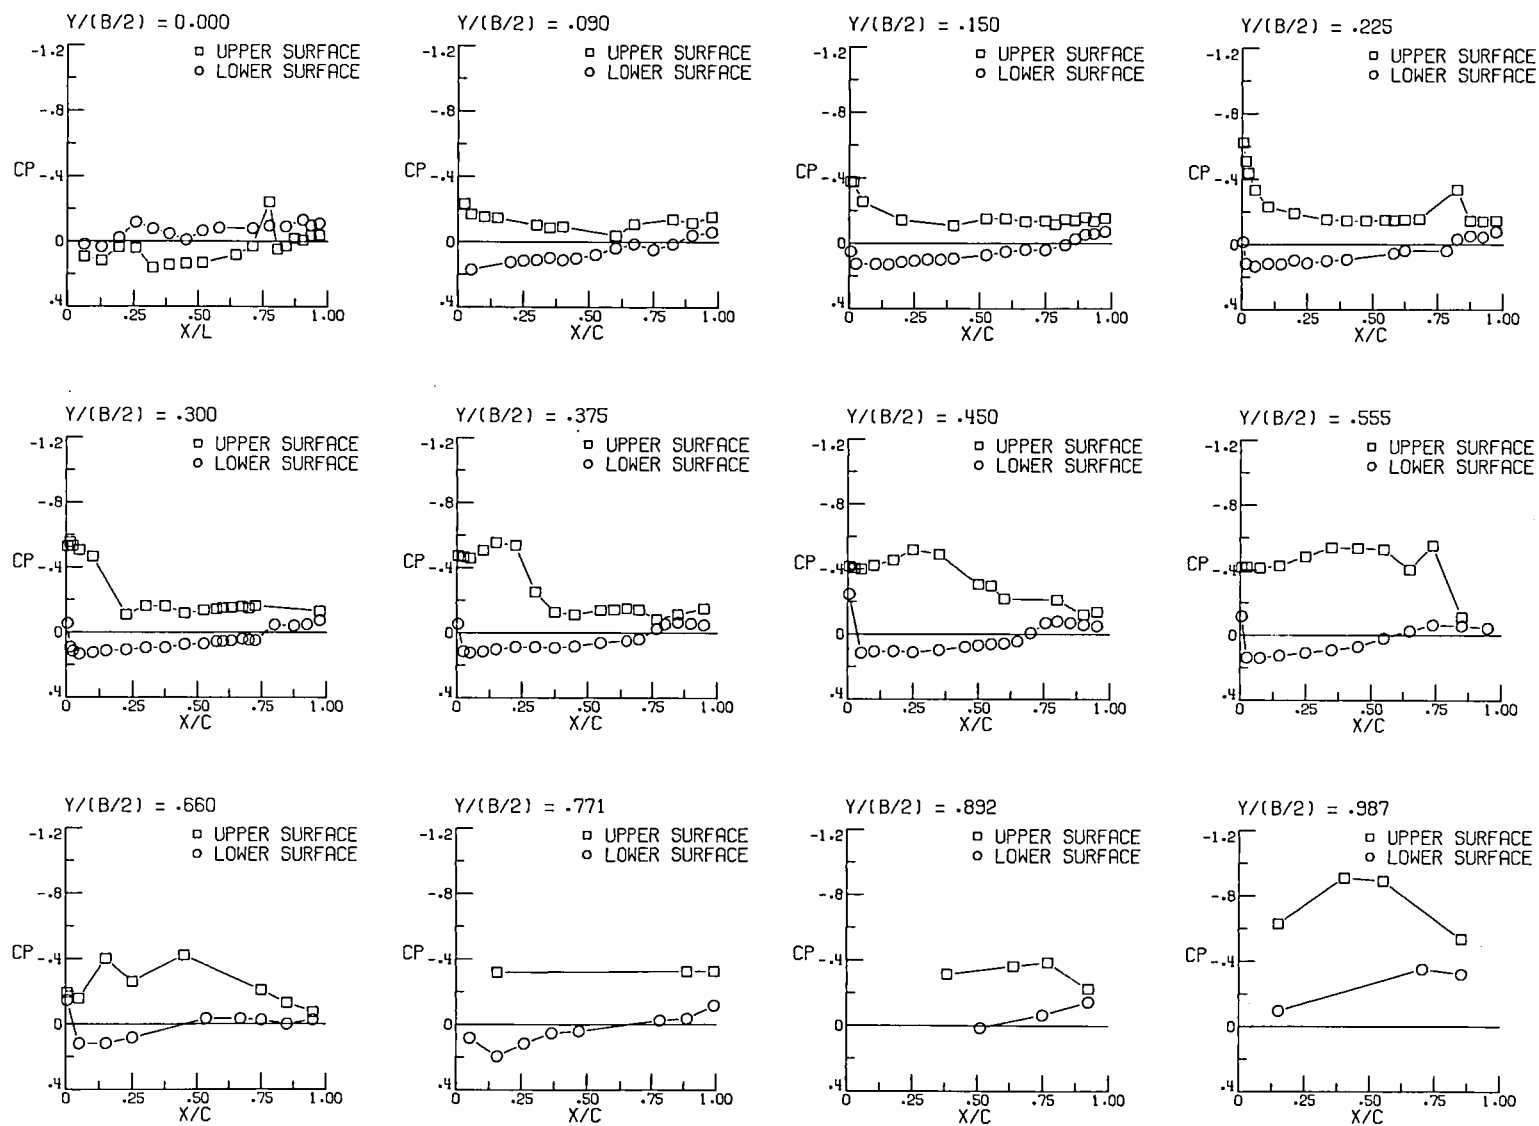 Y/(B/2) = 0.000
-1.2
□ UPPER SURFACE
○ LOWER SURFACE
-.8
CP
-.4
0
.4
0 .25 0.50 .75 1.00
X/L
Y/(B/2) = .090
-1.2
□ UPPER SURFACE
○ LOWER SURFACE
-.8
CP
-.4
0
.4
0 .25 0.50 .75 1.00
X/C
Y/(B/2) = .150
-1.2
□ UPPER SURFACE
○ LOWER SURFACE
-.8
CP
-.4
0
.4
0 .25 0.50 .75 1.00
X/C
Y/(B/2) = .225
-1.2
□ UPPER SURFACE
○ LOWER SURFACE
-.8
CP
-.4
0
.4
0 .25 0.50 .75 1.00
X/C
Y/(B/2) = .300
-1.2
□ UPPER SURFACE
○ LOWER SURFACE
-.8
CP
-.4
0
.4
0 .25 0.50 .75 1.00
X/C
Y/(B/2) = .375
-1.2
□ UPPER SURFACE
○ LOWER SURFACE
-.8
CP
-.4
0
.4
0 .25 0.50 .75 1.00
X/C
Y/(B/2) = .450
-1.2
□ UPPER SURFACE
○ LOWER SURFACE
-.8
CP
-.4
0
.4
0 .25 0.50 .75 1.00
X/C
Y/(B/2) = .555
-1.2
□ UPPER SURFACE
○ LOWER SURFACE
-.8
CP
-.4
0
.4
0 .25 0.50 .75 1.00
X/C
Y/(B/2) = .660
-1.2
□ UPPER SURFACE
○ LOWER SURFACE
-.8
CP
-.4
0
.4
0 .25 0.50 .75 1.00
X/C
Y/(B/2) = .771
-1.2
□ UPPER SURFACE
○ LOWER SURFACE
-.8
CP
-.4
0
.4
0 .25 0.50 .75 1.00
X/C
Y/(B/2) = .892
-1.2
□ UPPER SURFACE
○ LOWER SURFACE
-.8
CP
-.4
0
.4
0 .25 0.50 .75 1.00
X/C
Y/(B/2) = .987
-1.2
□ UPPER SURFACE
○ LOWER SURFACE
-.8
CP
-.4
0
.4
0 .25 0.50 .75 1.00
X/C